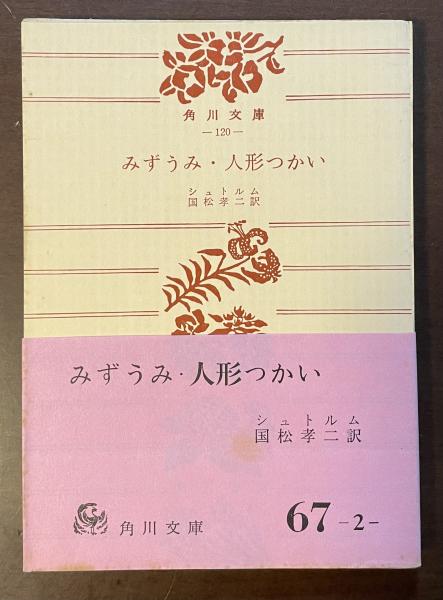 角川文庫
—120—
みずうみ・人形つかい
シュトルム
国松孝二訳
みずうみ・人形つかい
シュトルム
国松孝二訳
角川文庫
67-2-